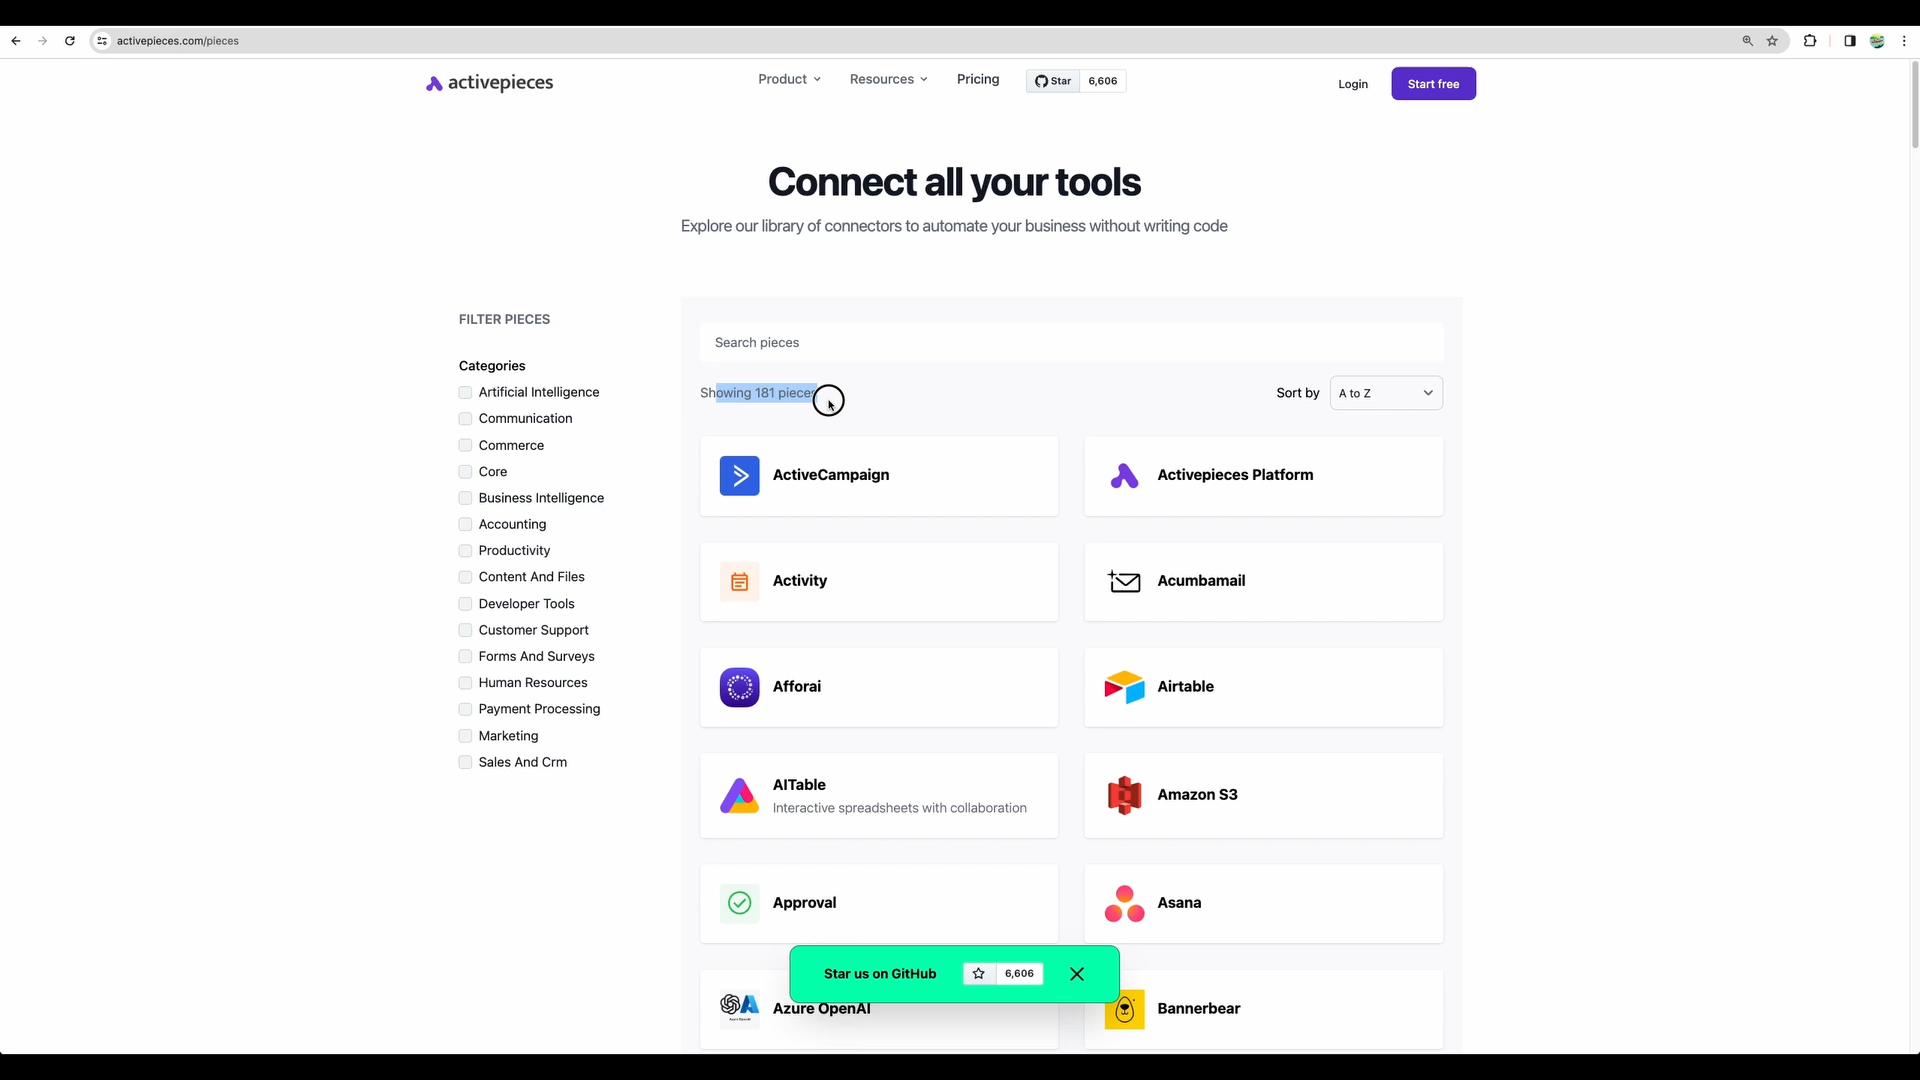 activepieces.com/pieces
activepieces
Product
Resources
Pricing
Star
6,606
Login
Start free
Connect all your tools
Explore our library of connectors to automate your business without writing code
FILTER PIECES
Categories
Artificial Intelligence
Communication
Commerce
Core
Business Intelligence
Accounting
Productivity
Content And Files
Developer Tools
Customer Support
Forms And Surveys
Human Resources
Payment Processing
Marketing
Sales And Crm
Search pieces
Showing 181 pieces
Sort by
A to Z
ActiveCampaign
Activepieces Platform
Activity
Acumbamail
Afforai
Airtable
AITable
Interactive spreadsheets with collaboration
Amazon S3
Approval
Asana
Star us on GitHub
6,606
Azure OpenAI
Bannerbear